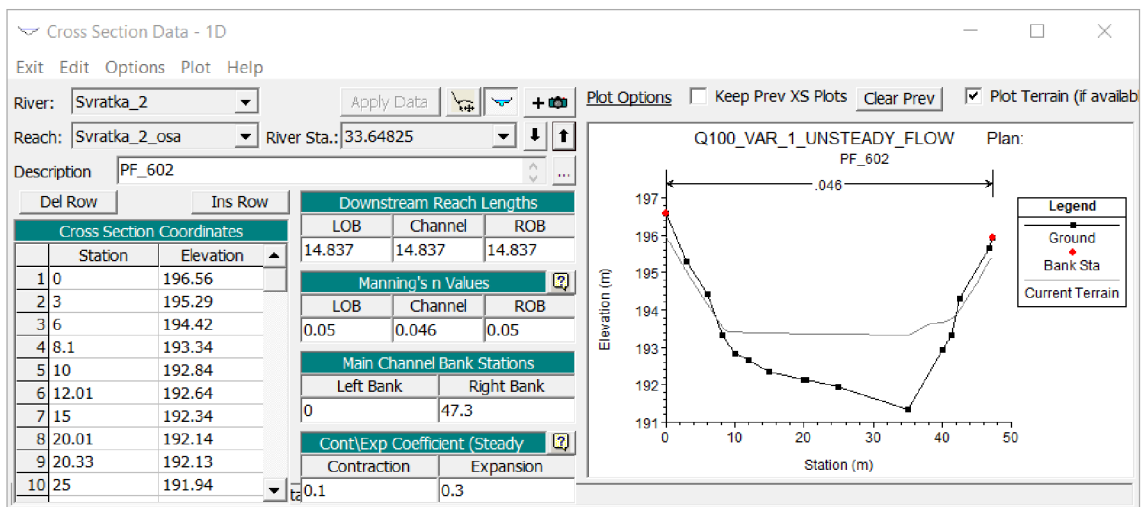 Cross Section Data - 1D
Exit Edit Options Plot Help
River: Svratka_2 Apply Data
Reach: Svratka_2_osa River Sta.: 33.64825
Description PF_602 ...
Del Row Ins Row
Cross Section Coordinates
Station Elevation
1 0 196.56
2 3 195.29
3 6 194.42
4 8.1 193.34
5 10 192.84
6 12.01 192.64
7 15 192.34
8 20.01 192.14
9 20.33 192.13
10 25 191.94
Downstream Reach Lengths
LOB Channel ROB
14.837 14.837 14.837
Manning's n Values
LOB Channel ROB
0.05 0.046 0.05
Main Channel Bank Stations
Left Bank Right Bank
0 47.3
Cont\Exp Coefficient (Steady
Contraction Expansion
0.1 0.3
Plot Options Keep Prev XS Plots Clear Prev Plot Terrain (if availab
Q100_VAR_1_UNSTEADY_FLOW Plan:
PF_602
.046
197
196
195
194
193
192
191
Elevation (m)
0 10 20 30 40 50
Station (m)
Legend
Ground
Bank Sta
Current Terrain